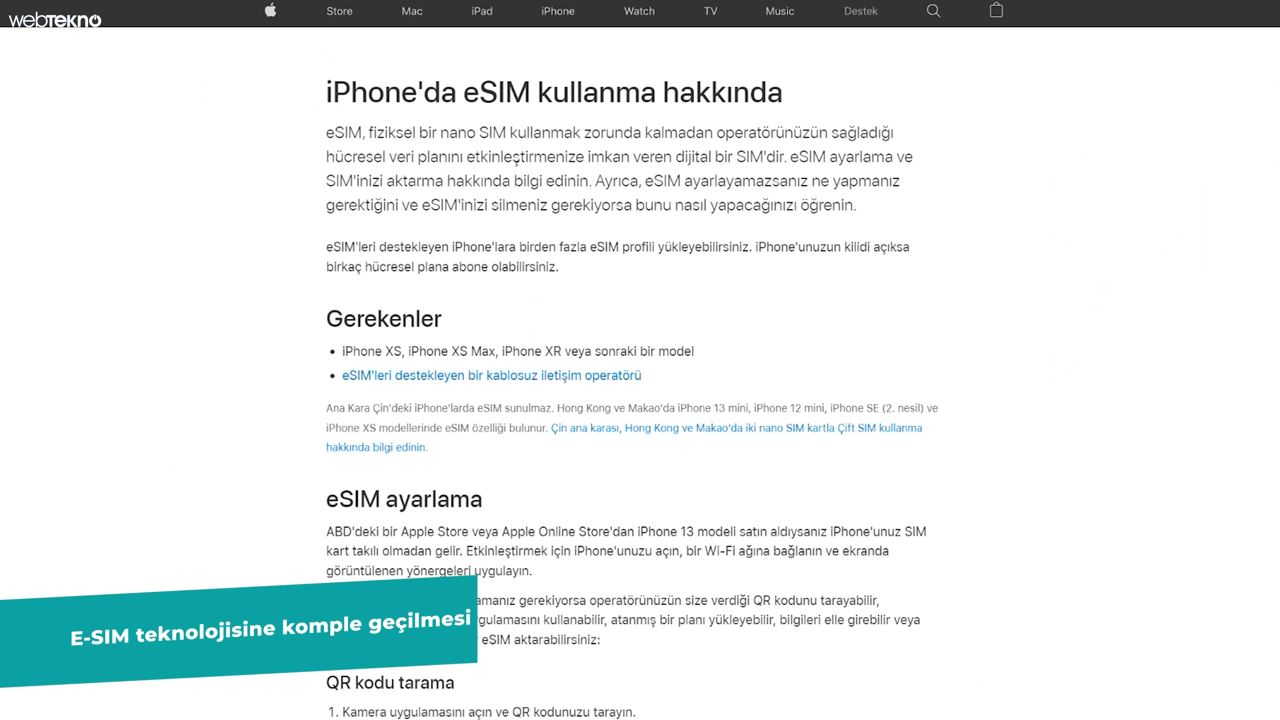 webtekno
Store Mac iPad iPhone Watch TV Music Destek
iPhone'da eSIM kullanma hakkında
eSIM, fiziksel bir nano SIM kullanmak zorunda kalmadan operatörünüzün sağladığı
hücresel veri planını etkinleştirmenize imkan veren dijital bir SIM'dir. eSIM ayarlama ve
SIM'inizi aktarma hakkında bilgi edinin. Ayrıca, eSIM ayarlayamazsanız ne yapmanız
gerektiğini ve eSIM'inizi silmeniz gerekiyorsa bunu nasıl yapacağınızı öğrenin.
eSIM'leri destekleyen iPhone'lara birden fazla eSIM profili yükleyebilirsiniz. iPhone'unuzun kilidi açıksa
birkaç hücresel plana abone olabilirsiniz.
Gerekenler
• iPhone XS, iPhone XS Max, iPhone XR veya sonraki bir model
• eSIM'leri destekleyen bir kablosuz iletişim operatörü
Ana Kara Çin'deki iPhone'larda eSIM sunulmaz. Hong Kong ve Makao'da iPhone 13 mini, iPhone 12 mini, iPhone SE (2. nesil) ve
iPhone XS modellerinde eSIM özelliği bulunur. Çin ana karası, Hong Kong ve Makao'da iki nano SIM kartla Çift SIM kullanma
hakkında bilgi edinin.
eSIM ayarlama
ABD'deki bir Apple Store veya Apple Online Store'dan iPhone 13 modeli satın aldıysanız iPhone'unuz SIM
kart takılı olmadan gelir. Etkinleştirmek için iPhone'unuzu açın, bir Wi-Fi ağına bağlanın ve ekranda
görüntülenen yönergeleri uygulayın.
gerekiyorsa operatörünüzün size verdiği QR kodunu tarayabilir,
kullanabilir, atanmış bir planı yükleyebilir, bilgileri elle girebilir veya
eSIM aktarabilirsiniz:
E-SIM teknolojisine komple geçilmesi
QR kodu tarama
1. Kamera uygulamasını açın ve QR kodunuzu tarayın.